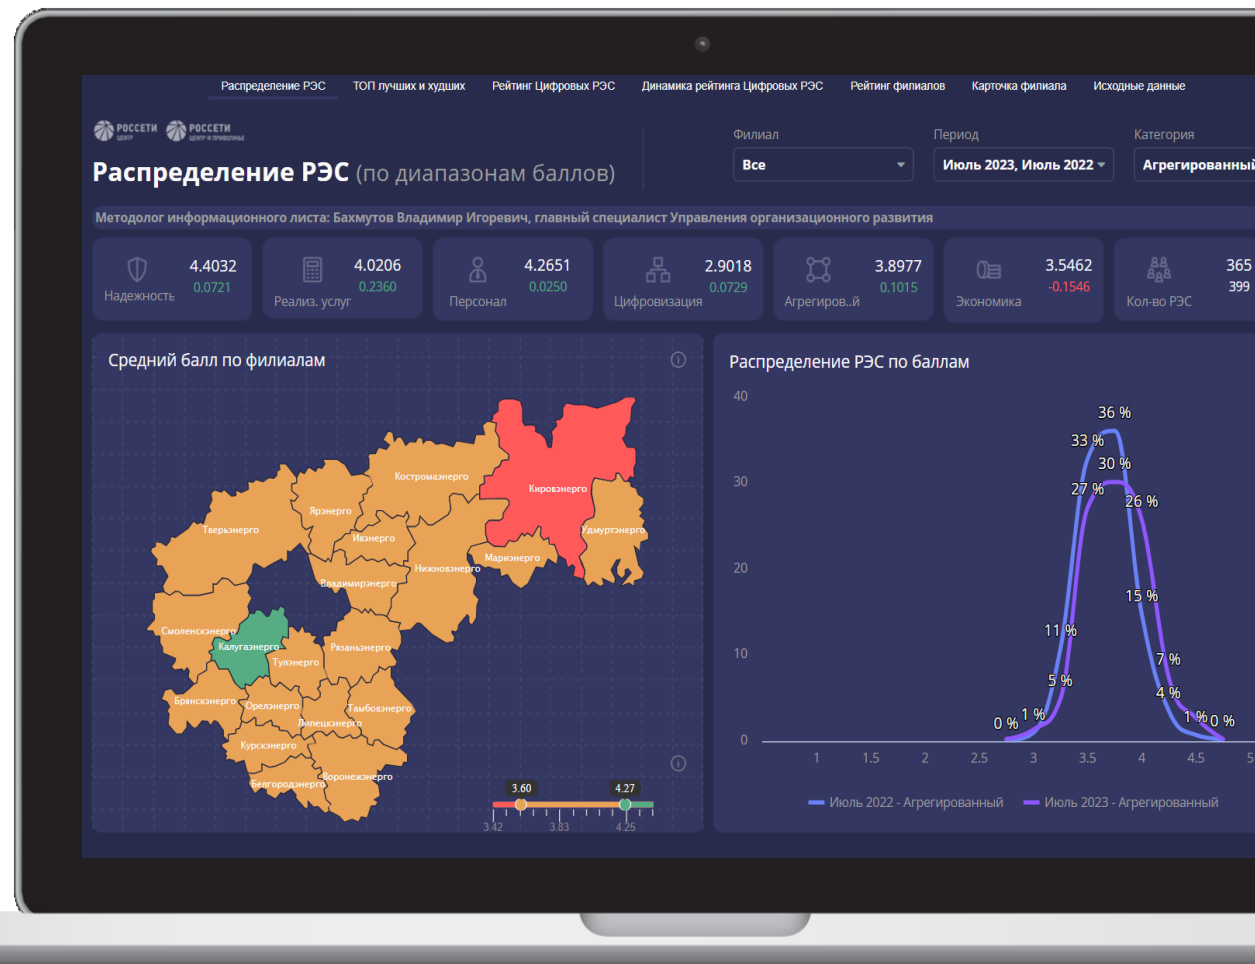 Распределение РЭС ТОП лучших и худших Рейтинг Цифровых РЭС Динамика рейтинга Цифровых РЭС Рейтинг филиалов Карточка филиала Исходные данные
РОССЕТИ
ЦЕНТР
РОССЕТИ
ЦЕНТР И ПРИВОЛЖЬЕ
Распределение РЭС (по диапазонам баллов)
Филиал
Все
Период
Июль 2023, Июль 2022
Категория
Агрегированный
Методолог информационного листа: Бахмутов Владимир Игоревич, главный специалист Управления организационного развития
4.4032
0.0721
Надежность
4.0206
0.2360
Реализ. услуг
4.2651
0.0250
Персонал
2.9018
0.0729
Цифровизация
3.8977
0.1015
Агрегиров..й
3.5462
-0.1546
Экономика
365
399
Кол-во РЭС
Средний балл по филиалам
Костромаэнерго
Кировэнерго
Ярэнерго
Тверьэнерго
Ивэнерго
Удмуртэнерго
Мариэнерго
Нижновэнерго
Владимирэнерго
Смоленскэнерго
Калугаэнерго
Рязаньэнерго
Тулэнерго
Брянскэнерго
Орелэнерго
Тамбовэнерго
Липецкэнерго
Курскэнерго
Воронежэнерго
Белгородэнерго
3.60 4.27
3.42 3.83 4.25
Распределение РЭС по баллам
40
30
20
10
0
36 %
33 %
30 %
27 %
26 %
15 %
11 %
7 %
5 %
4 %
1 %
0 %
1 %
0 %
1 1.5 2 2.5 3 3.5 4 4.5 5
Июль 2022 - Агрегированный Июль 2023 - Агрегированный